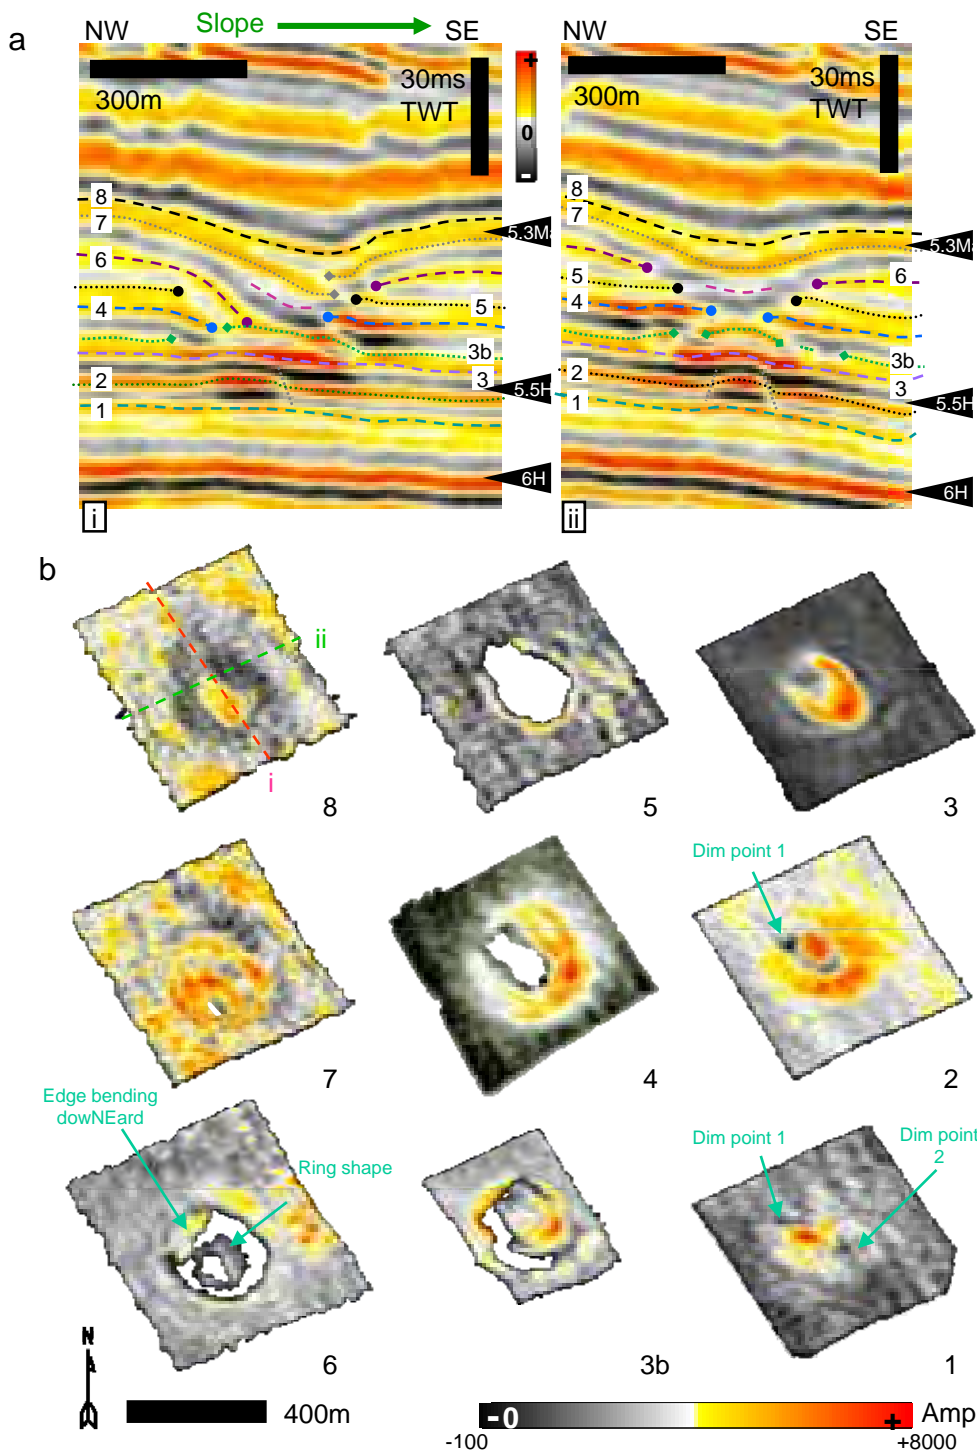 a
NW
Slope
SE
NW
SE
300m
30ms
TWT
+
0
-
300m
30ms
TWT
8
7
6
5
4
3b
3
2
1
5.3Ma
5.5H
6H
i
8
7
5
4
2
1
6
3b
3
5.3Ma
5.5H
6H
ii
b
ii
i
8
5
3
7
4
Dim point 1
2
Edge bending
dowNEard
Ring shape
6
3b
Dim point 1
Dim point
2
1
N
400m
-0
+
Amp
-100
+8000